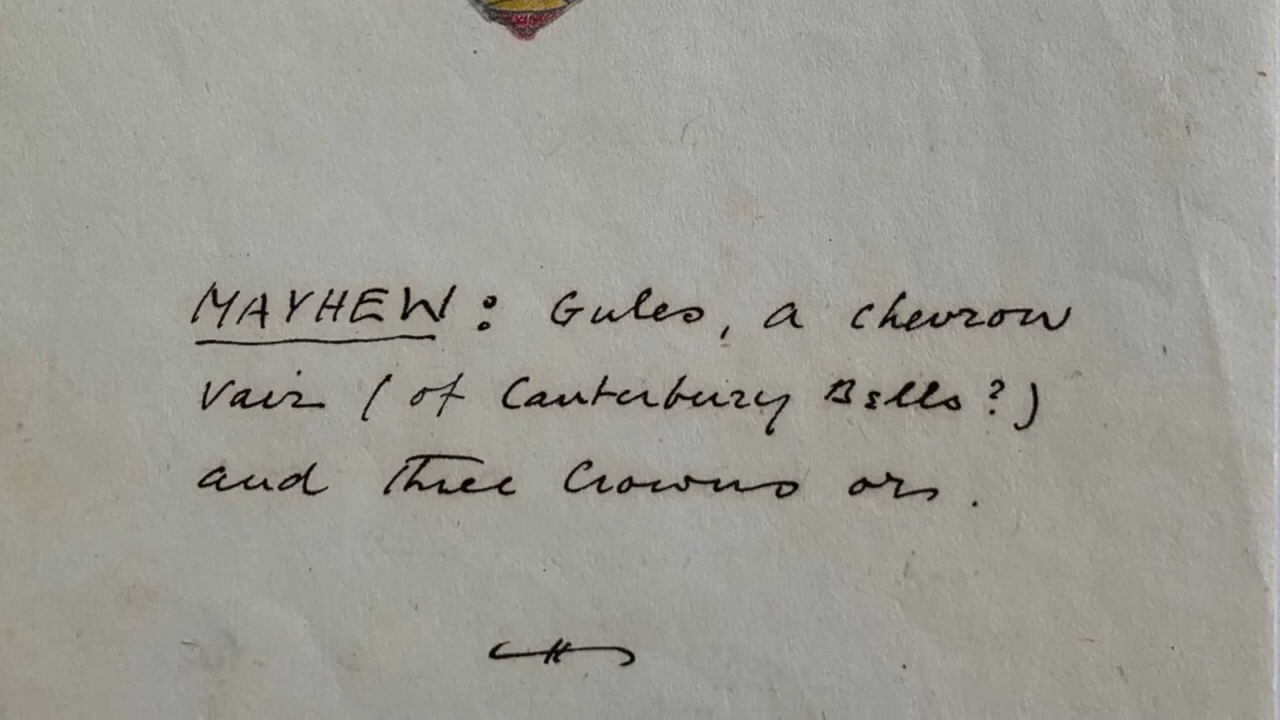 MAYHEW: Gules, a chevron
Vair (of Canterbury Bells?)
and three Crowns or.